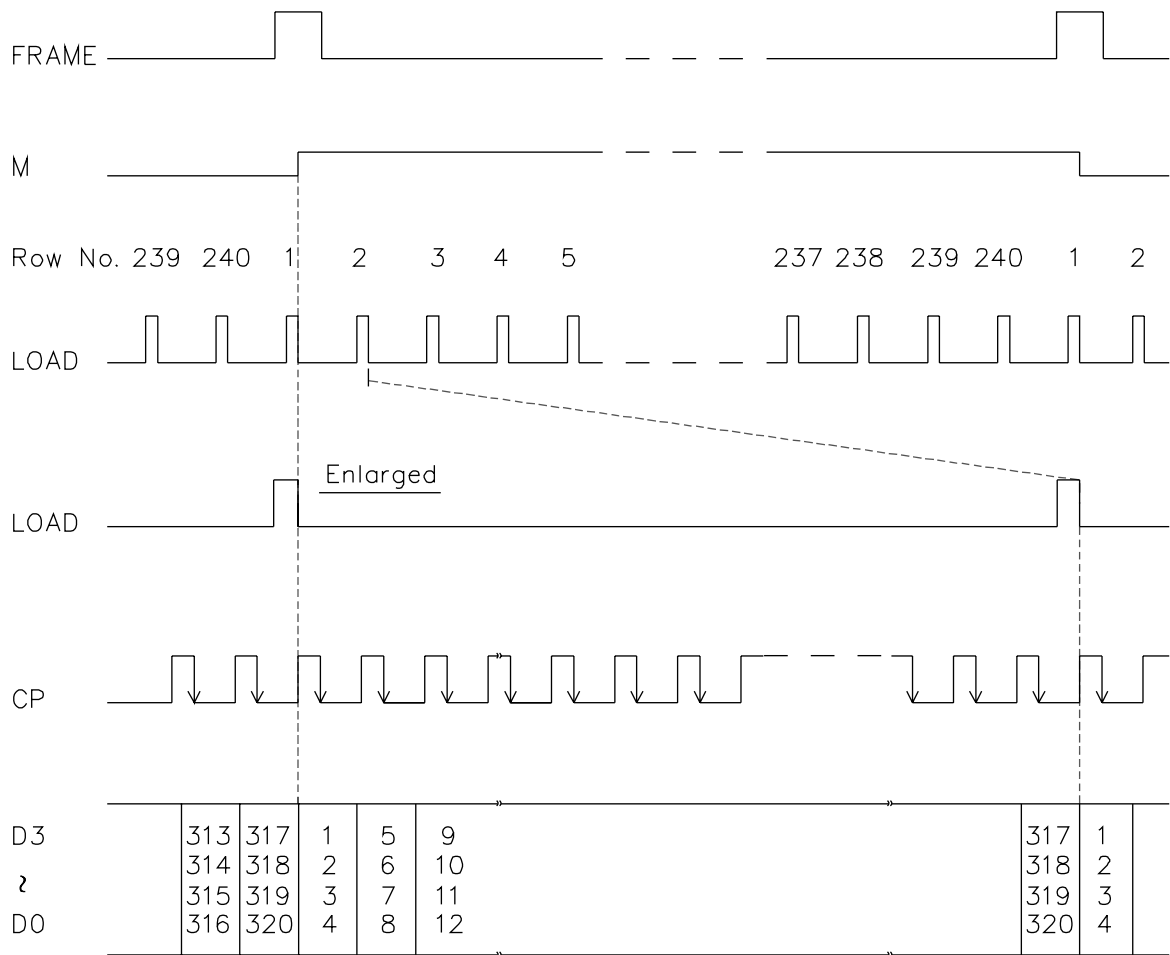 FRAME
M
Row No. 239 240 1 2 3 4 5 237 238 239 240 1 2
LOAD
Enlarged
LOAD
CP
D3 313 317 1 5 9 317 1
314 318 2 6 10 318 2
~ 315 319 3 7 11 319 3
D0 316 320 4 8 12 320 4